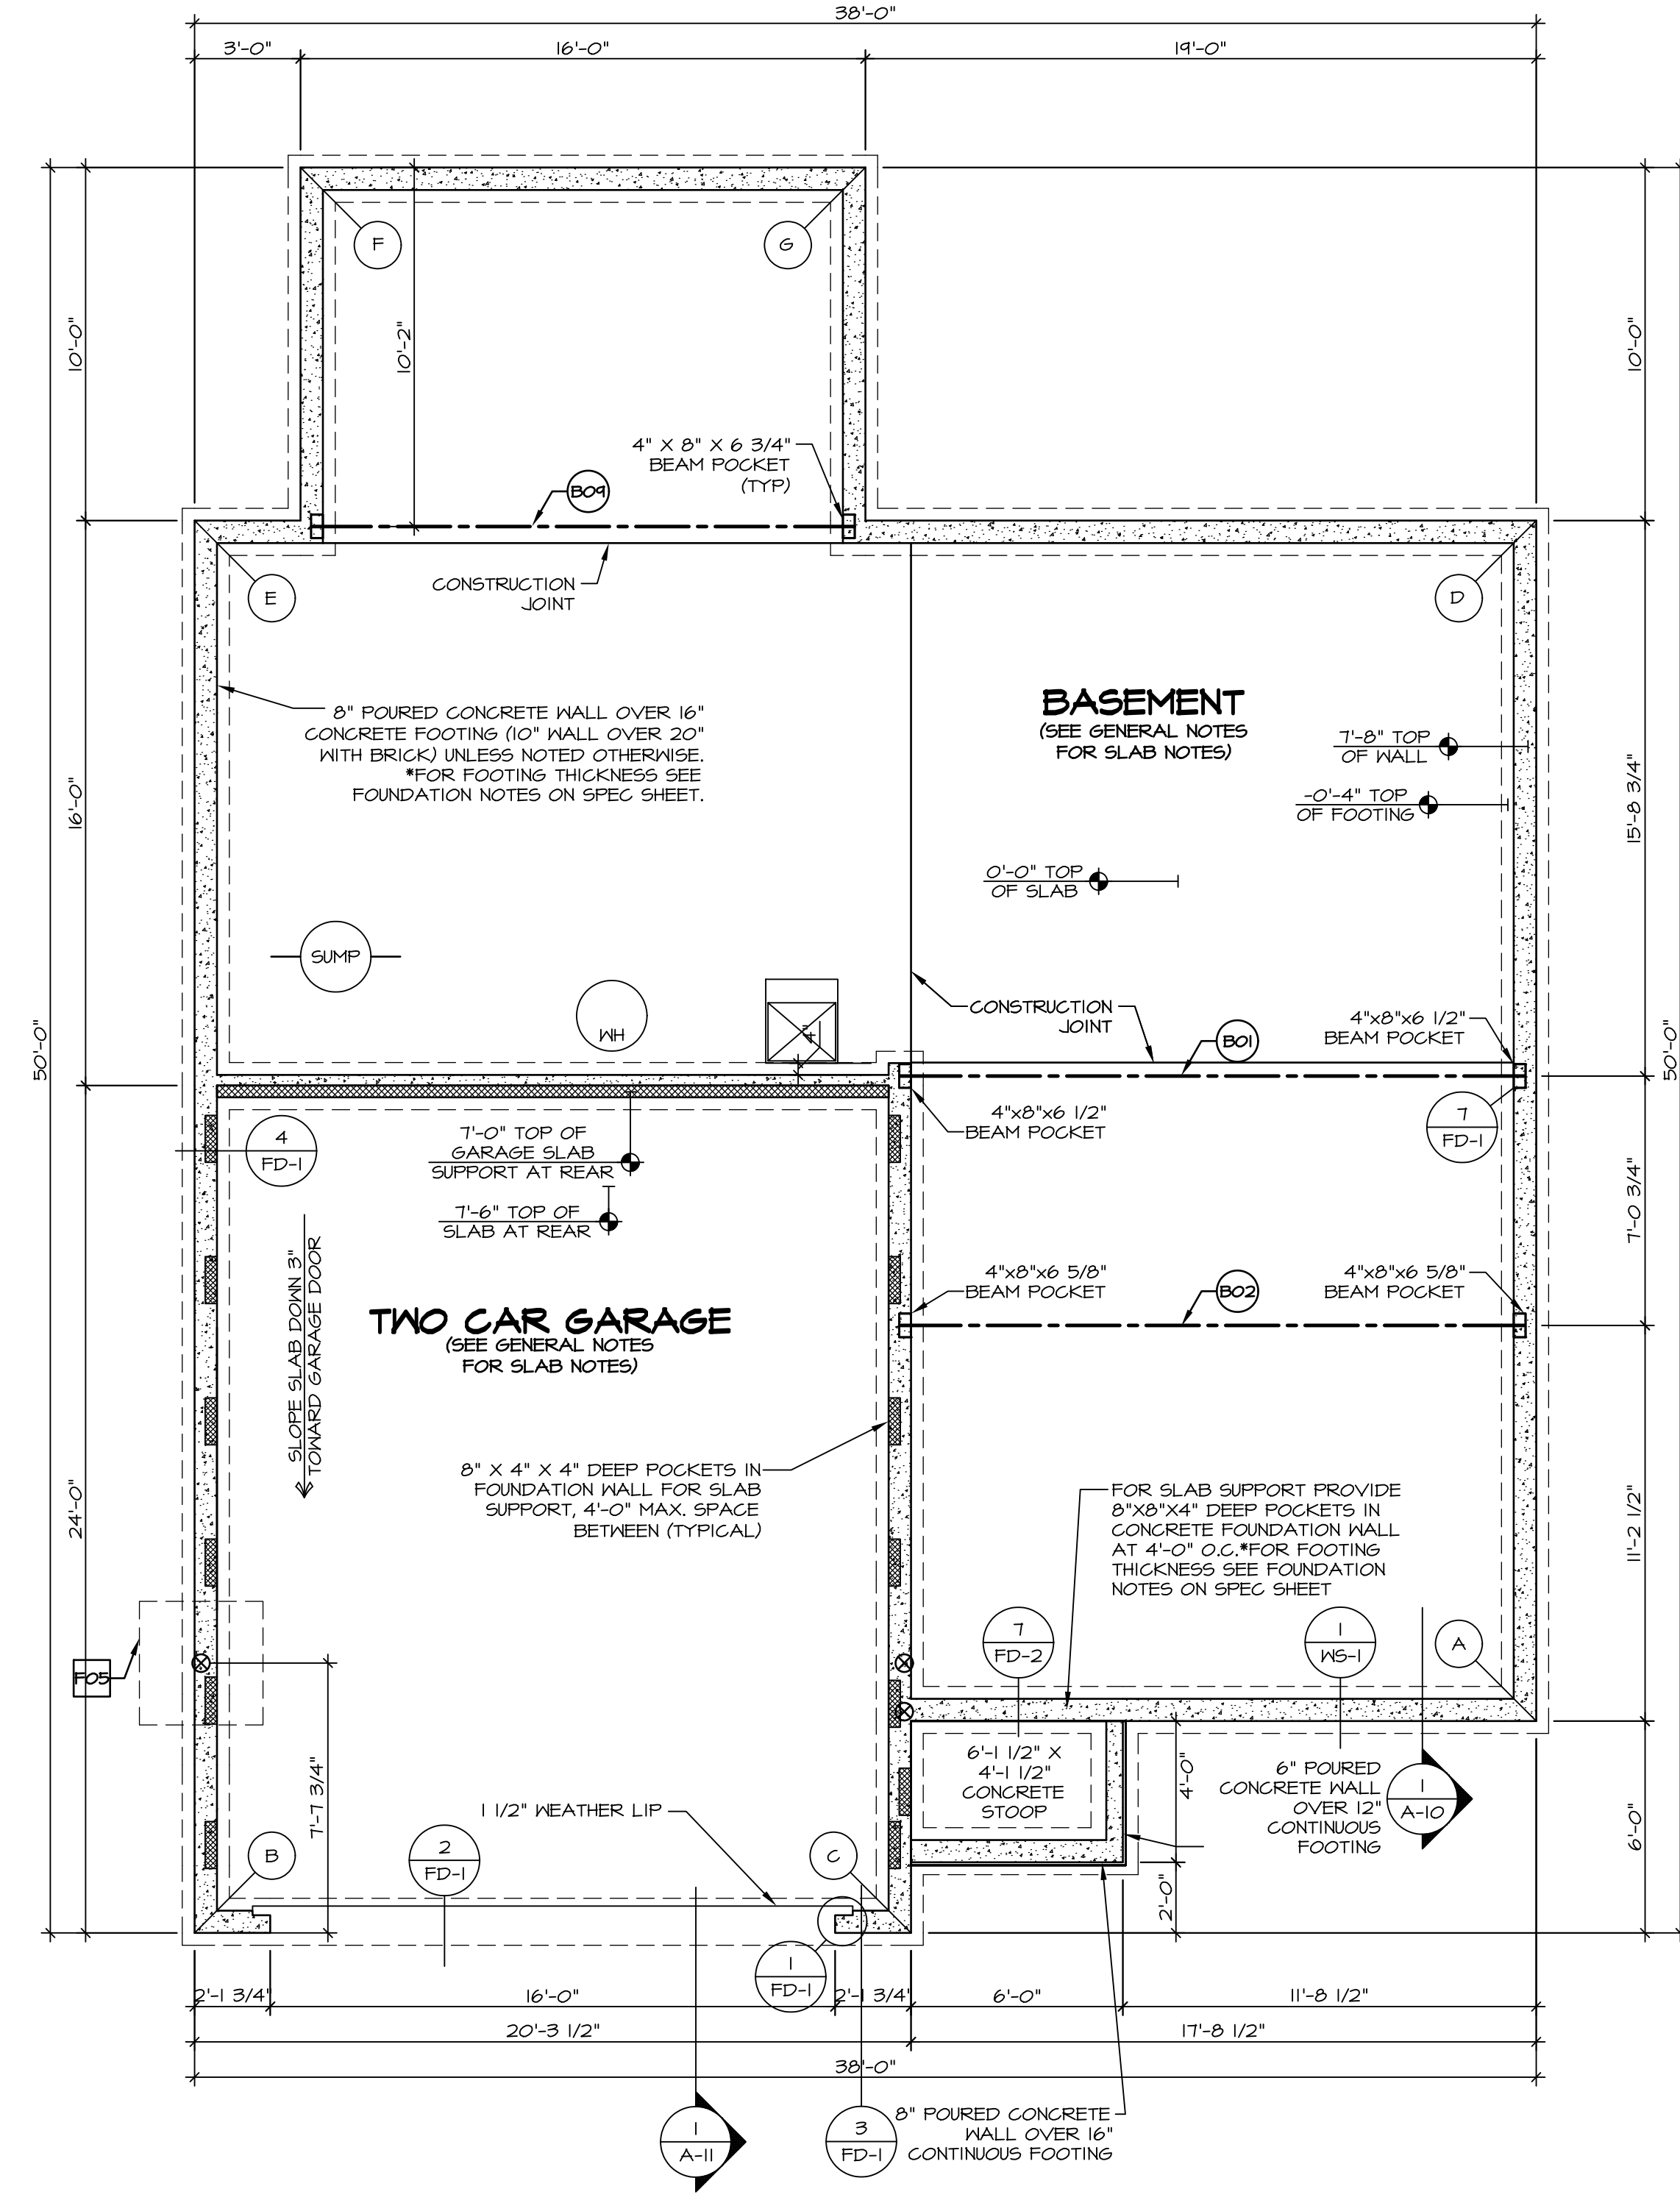 38'-0"
3'-0"
16'-0"
19'-0"
F
G
10'-0"
10'-2"
10'-0"
4" X 8" X 6 3/4"
BEAM POCKET
(TYP)
B09
CONSTRUCTION
JOINT
E
D
8" POURED CONCRETE WALL OVER 16"
CONCRETE FOOTING (10" WALL OVER 20"
WITH BRICK) UNLESS NOTED OTHERWISE.
*FOR FOOTING THICKNESS SEE
FOUNDATION NOTES ON SPEC SHEET.
BASEMENT
(SEE GENERAL NOTES
FOR SLAB NOTES)
7'-8" TOP
OF WALL
-0'-4" TOP
OF FOOTING
0'-0" TOP
OF SLAB
16'-0"
15'-8 3/4"
SUMP
WH
4"
CONSTRUCTION
JOINT
B01
4"x8"x6 1/2"
BEAM POCKET
50'-0"
50'-0"
4"x8"x6 1/2"
BEAM POCKET
7
FD-1
4
FD-1
7'-0" TOP OF
GARAGE SLAB
SUPPORT AT REAR
7'-6" TOP OF
SLAB AT REAR
7'-0 3/4"
SLOPE SLAB DOWN 3"
TOWARD GARAGE DOOR
TWO CAR GARAGE
(SEE GENERAL NOTES
FOR SLAB NOTES)
4"x8"x6 5/8"
BEAM POCKET
B02
4"x8"x6 5/8"
BEAM POCKET
24'-0"
8" X 4" X 4" DEEP POCKETS IN
FOUNDATION WALL FOR SLAB
SUPPORT, 4'-0" MAX. SPACE
BETWEEN (TYPICAL)
FOR SLAB SUPPORT PROVIDE
8"X8"X4" DEEP POCKETS IN
CONCRETE FOUNDATION WALL
AT 4'-0" O.C.*FOR FOOTING
THICKNESS SEE FOUNDATION
NOTES ON SPEC SHEET
11'-2 1/2"
F05
7
FD-2
1
WS-1
A
7'-7 3/4"
6'-1 1/2" X
4'-1 1/2"
CONCRETE
STOOP
4'-0"
6" POURED
CONCRETE WALL
OVER 12"
CONTINUOUS
FOOTING
1
A-10
1 1/2" WEATHER LIP
B
2
FD-1
C
2'-0"
6'-0"
1
FD-1
2'-1 3/4"
16'-0"
2'-1 3/4"
6'-0"
11'-8 1/2"
20'-3 1/2"
17'-8 1/2"
38'-0"
1
A-11
3
FD-1
8" POURED CONCRETE
WALL OVER 16"
CONTINUOUS FOOTING